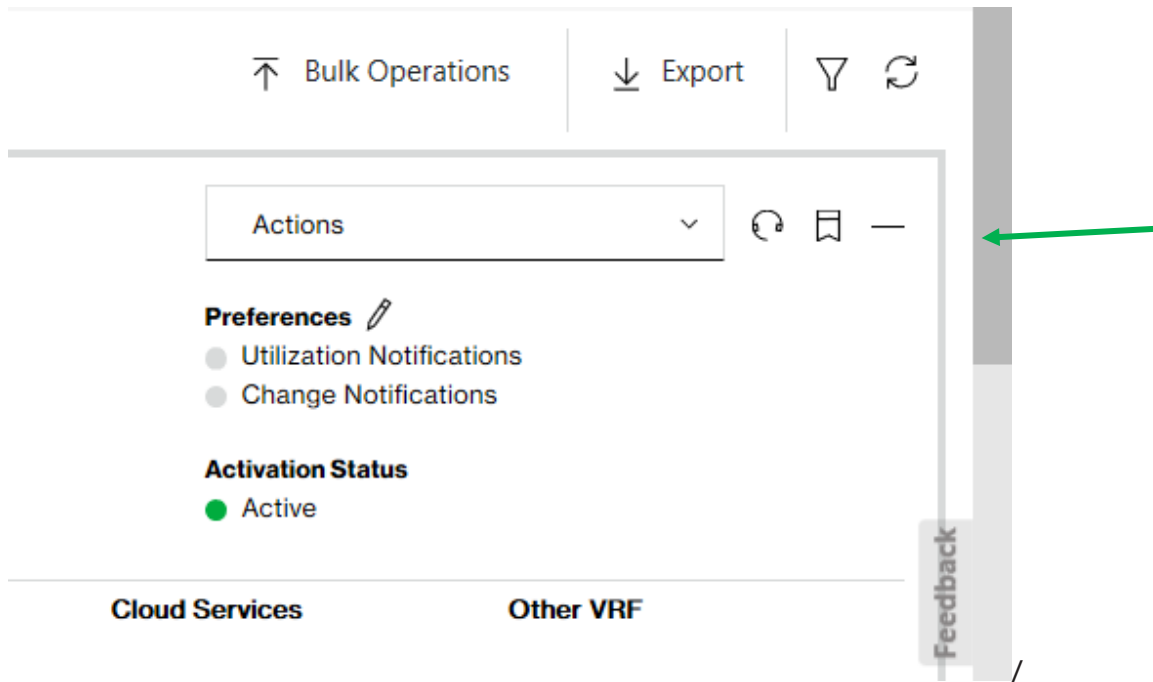 Bulk Operations
Export
Actions
Preferences
Utilization Notifications
Change Notifications
Activation Status
Active
Feedback
Cloud Services
Other VRF
/